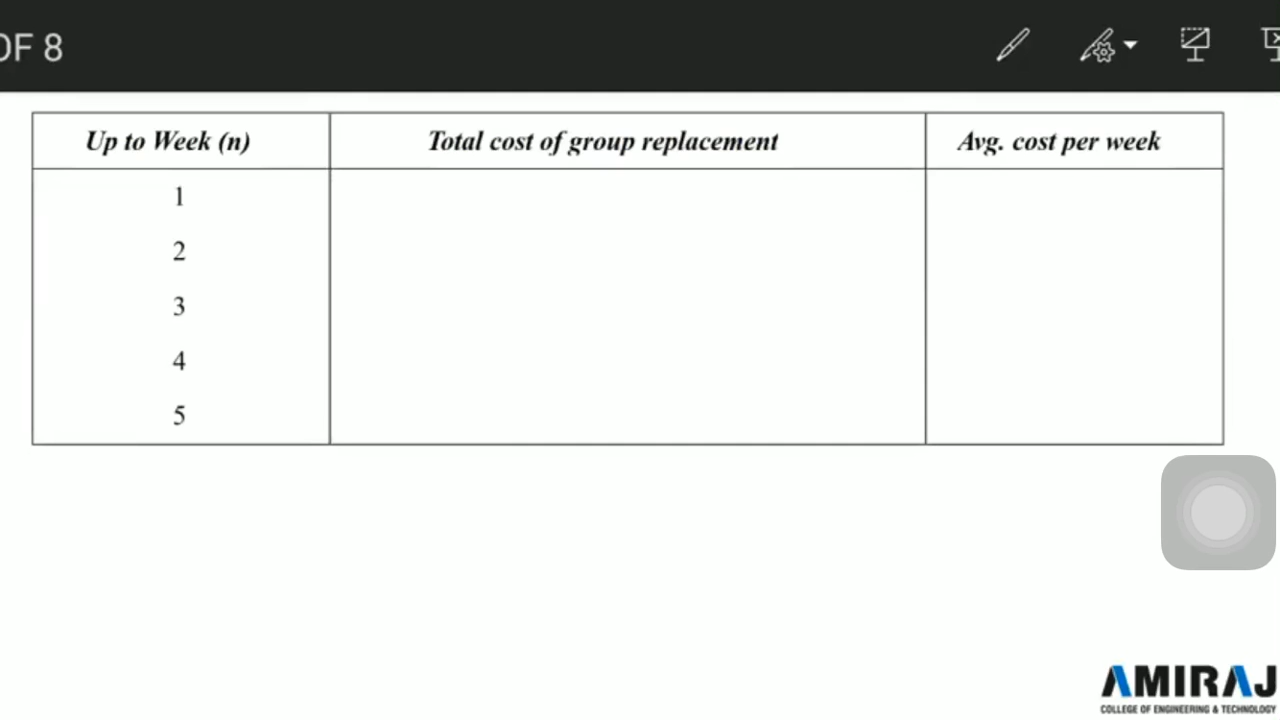 OF 8
Up to Week (n) Total cost of group replacement Avg. cost per week
1
2
3
4
5
AMIRAJ
COLLEGE OF ENGINEERING & TECHNOLOGY